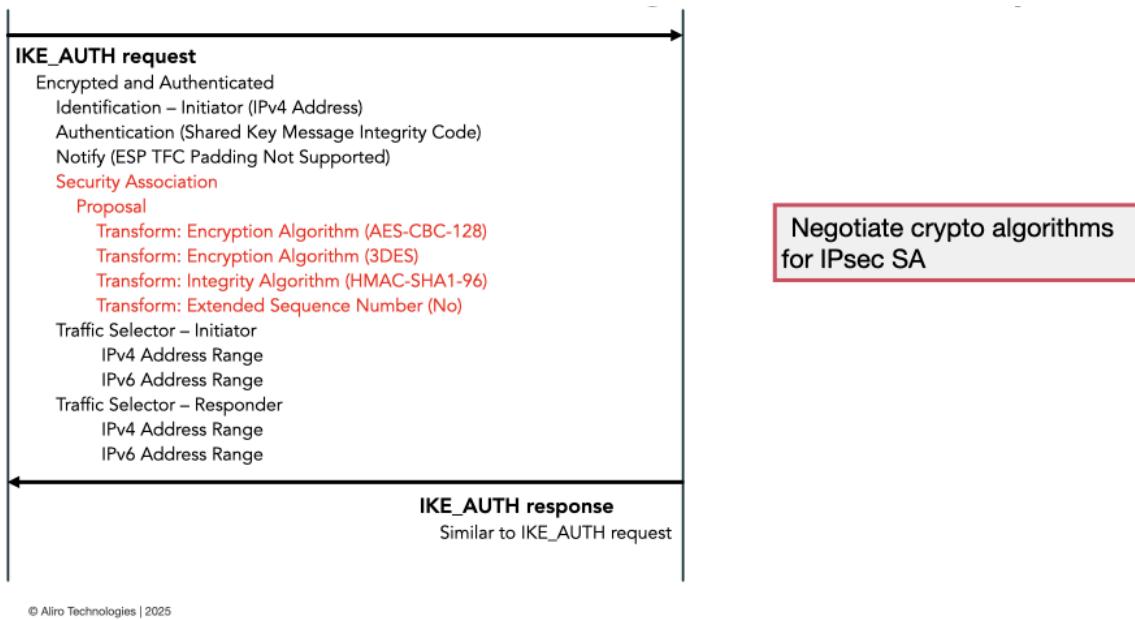 IKE_AUTH request
Encrypted and Authenticated
Identification – Initiator (IPv4 Address)
Authentication (Shared Key Message Integrity Code)
Notify (ESP TFC Padding Not Supported)
Security Association
Proposal
Transform: Encryption Algorithm (AES-CBC-128)
Transform: Encryption Algorithm (3DES)
Transform: Integrity Algorithm (HMAC-SHA1-96)
Transform: Extended Sequence Number (No)
Traffic Selector – Initiator
IPv4 Address Range
IPv6 Address Range
Traffic Selector – Responder
IPv4 Address Range
IPv6 Address Range
IKE_AUTH response
Similar to IKE_AUTH request
Negotiate crypto algorithms
for IPsec SA
© Aliro Technologies | 2025